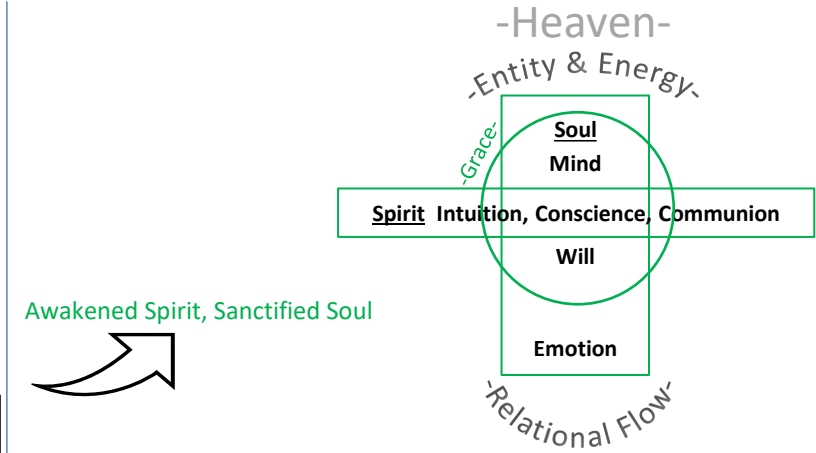 -Heaven-
-Entity & Energy-
-Grace-
Soul
Mind
Spirit Intuition, Conscience, Communion
Will
Awakened Spirit, Sanctified Soul
Emotion
-Relational Flow-